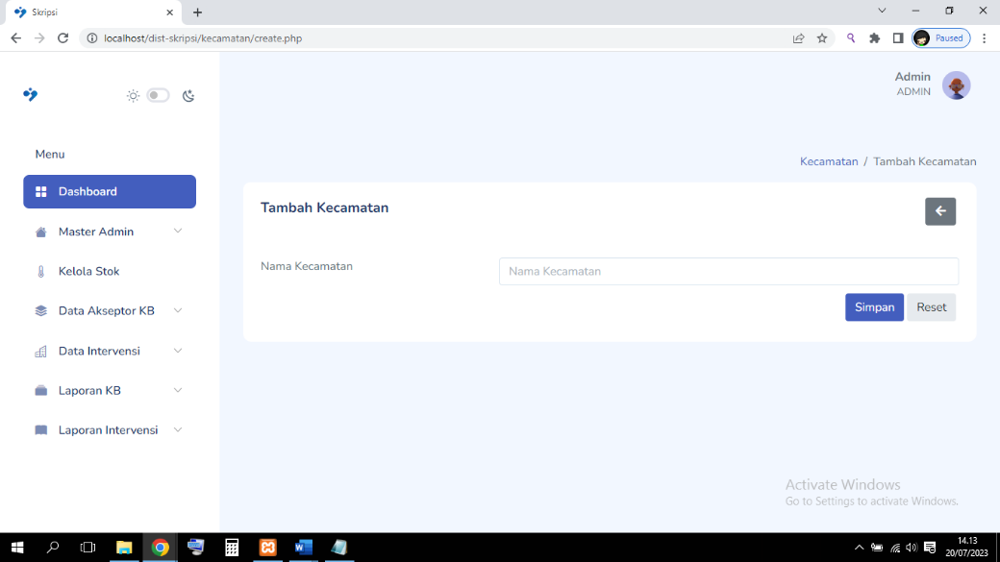 Skripsi
localhost/dist-skripsi/kecamatan/create.php
Paused
Admin
ADMIN
Menu
Kecamatan / Tambah Kecamatan
Dashboard
Tambah Kecamatan
Master Admin
Nama Kecamatan
Nama Kecamatan
Kelola Stok
Simpan
Reset
Data Akseptor KB
Data Intervensi
Laporan KB
Laporan Intervensi
Activate Windows
Go to Settings to activate Windows.
14.13
20/07/2023